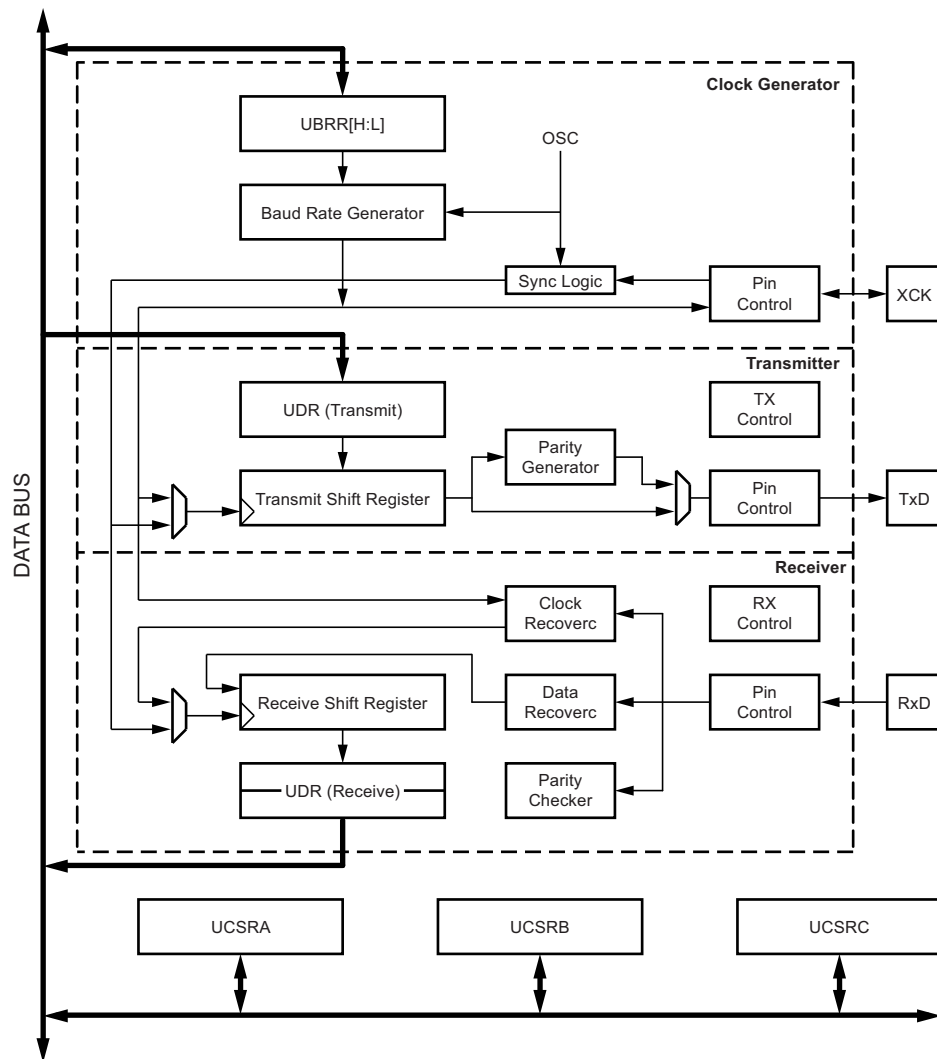 Clock Generator
UBRR[H:L]
OSC
Baud Rate Generator
Sync Logic
Pin
Control
XCK
Transmitter
UDR (Transmit)
TX
Control
Parity
Generator
Transmit Shift Register
Pin
Control
TxD
DATA BUS
Receiver
Clock
Recoverc
RX
Control
Receive Shift Register
Data
Recoverc
Pin
Control
RxD
UDR (Receive)
Parity
Checker
UCSRA
UCSRB
UCSRC